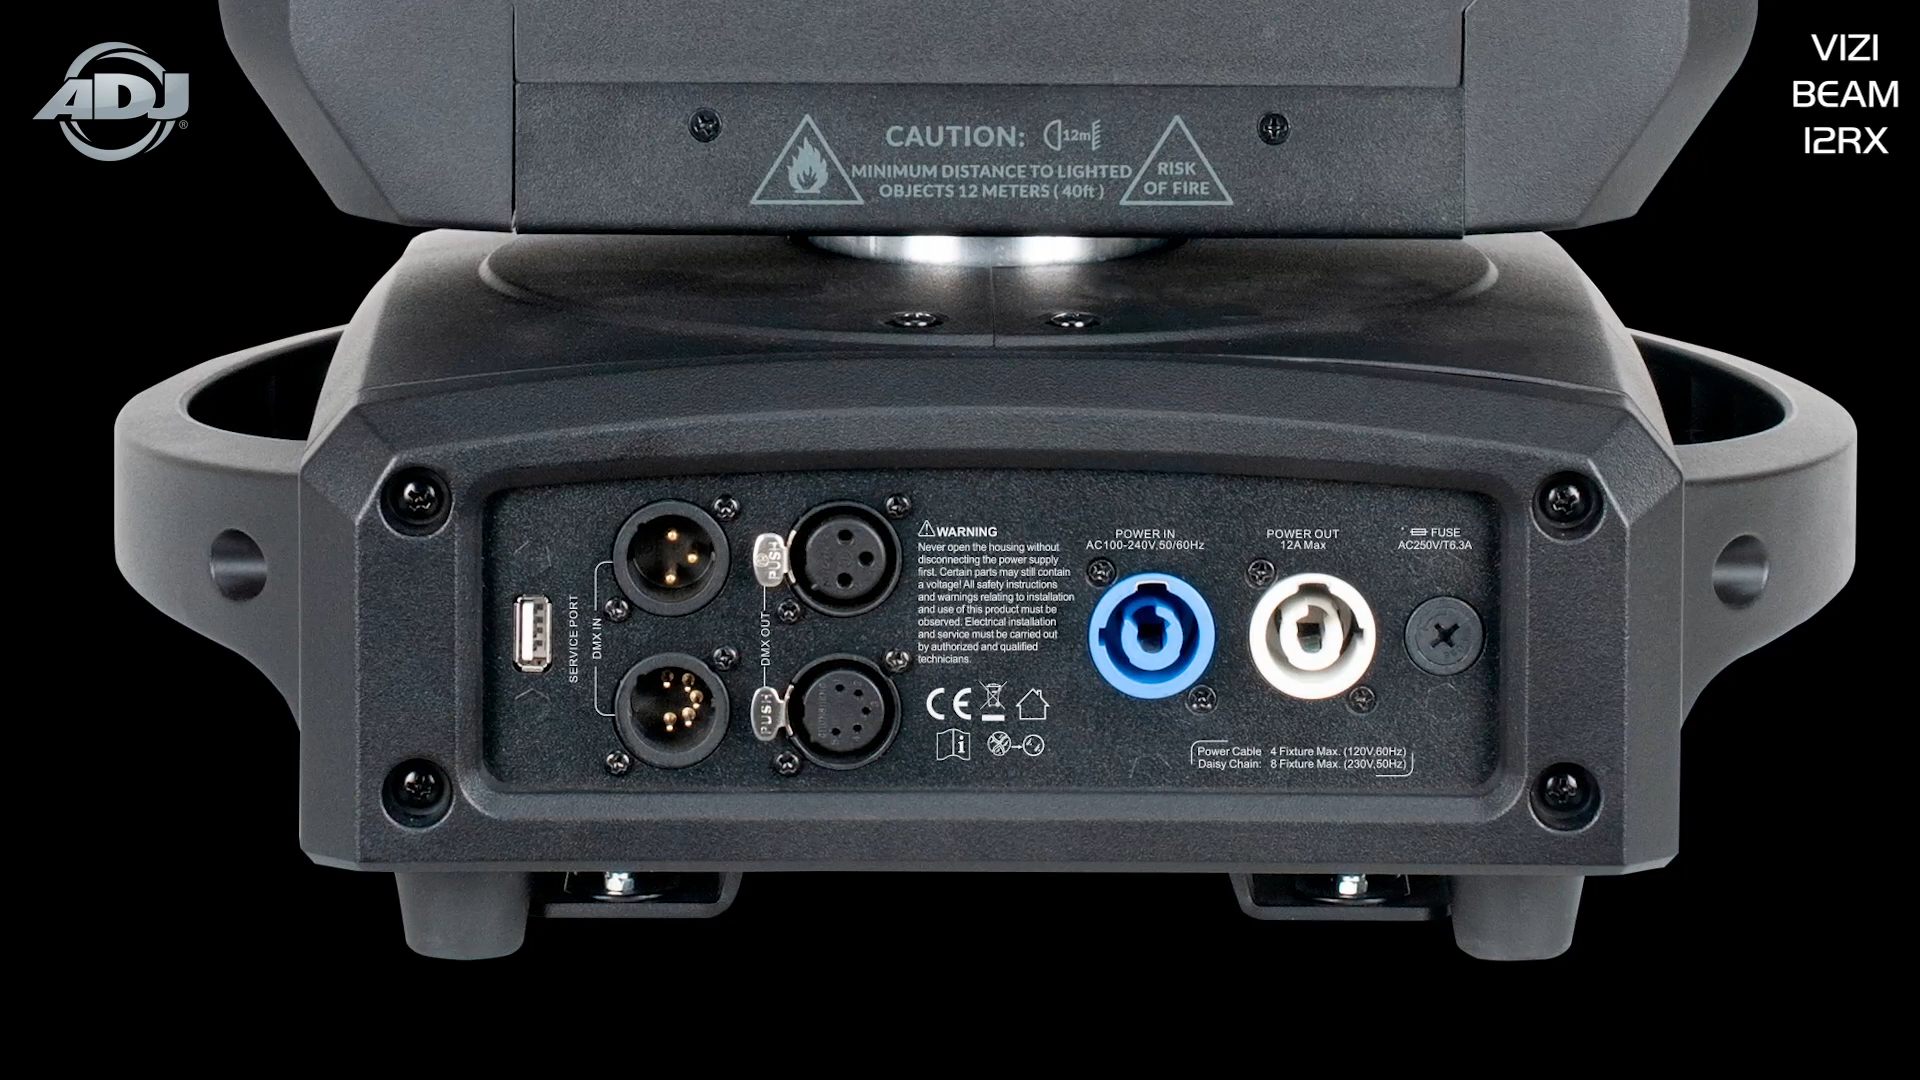 ADJ
®
VIZI
BEAM
12RX
CAUTION: 12m
MINIMUM DISTANCE TO LIGHTED
OBJECTS 12 METERS ( 40ft )
RISK
OF FIRE
SERVICE PORT
DMX IN
PUSH
DMX OUT
PUSH
WARNING
Never open the housing without
disconnecting the power supply
first. Certain parts may still contain
a voltage! All safety instructions
and warnings relating to installation
and use of this product must be
observed. Electrical installation
and service must be carried out
by authorized and qualified
technicians.
CE
i
POWER IN
AC100-240V,50/60Hz
POWER OUT
12A Max
FUSE
AC250V/T6.3A
Power Cable 4 Fixture Max. (120V,60Hz)
Daisy Chain: 8 Fixture Max. (230V,50Hz)